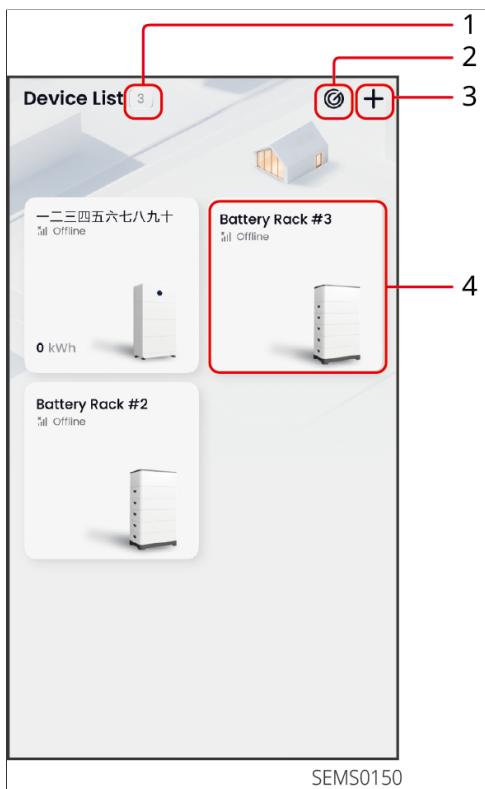 1
2
Device List 3
3
一二三四五六七八九十
Offline
Battery Rack #3
Offline
4
0 kWh
Battery Rack #2
Offline
SEMS0150